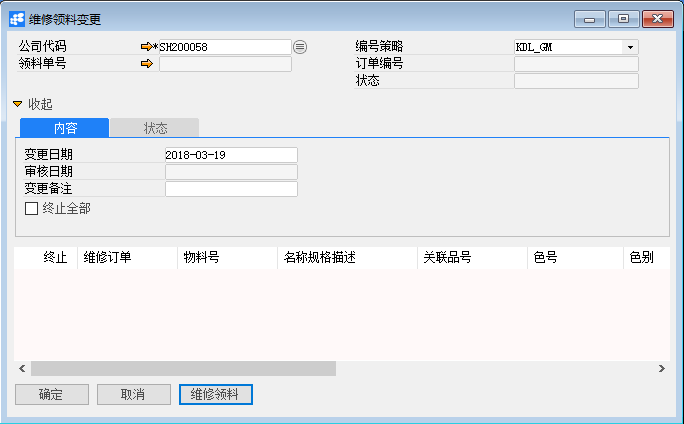 维修领料变更
公司代码 *SH200058 编号策略 KDL_GM
领料单号 订单编号
状态
收起
内容 状态
变更日期 2018-03-19
审核日期
变更备注
终止全部
终止 维修订单 物料号 名称规格描述 关联品号 色号 色别
确定 取消 维修领料